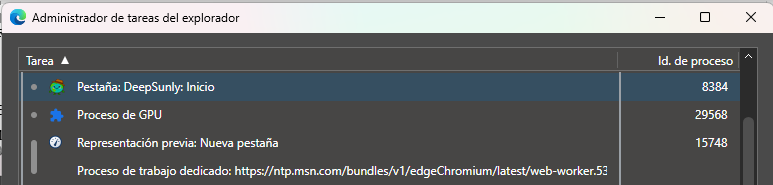 Administrador de tareas del explorador
Tarea Id. de proceso
Pestaña: DeepSunly: Inicio 8384
Proceso de GPU 29568
Representación previa: Nueva pestaña 15748
Proceso de trabajo dedicado: https://ntp.msn.com/bundles/v1/edgeChromium/latest/web-worker.53